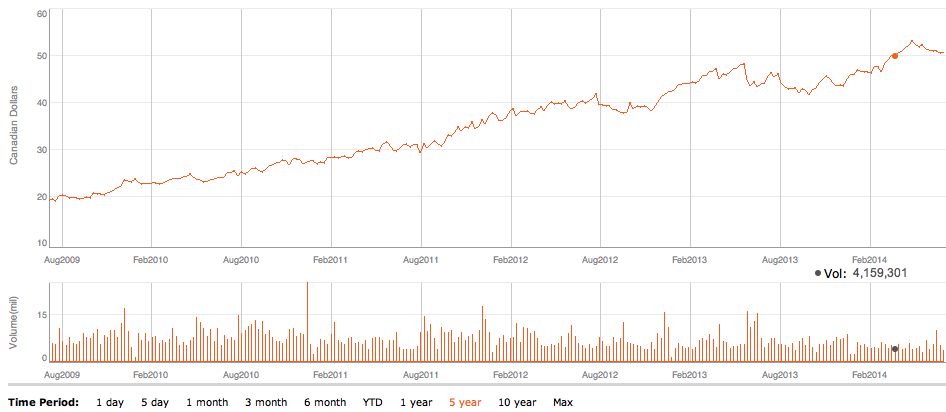 60
50
40
30
20
10
Canadian Dollars
Aug2009 Feb2010 Aug2010 Feb2011 Aug2011 Feb2012 Aug2012 Feb2013 Aug2013 Feb2014
Vol: 4,159,301
15
0
Volume(mil)
Aug2009 Feb2010 Aug2010 Feb2011 Aug2011 Feb2012 Aug2012 Feb2013 Aug2013 Feb2014
Time Period: 1 day 5 day 1 month 3 month 6 month YTD 1 year 5 year 10 year Max